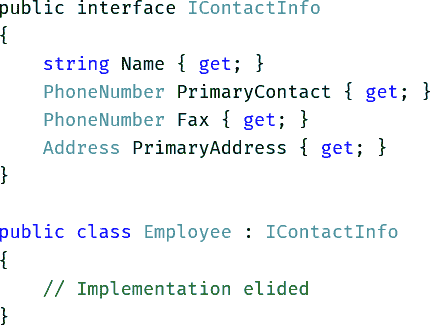 public interface IContactInfo
{
    string Name { get; }
    PhoneNumber PrimaryContact { get; }
    PhoneNumber Fax { get; }
    Address PrimaryAddress { get; }
}

public class Employee : IContactInfo
{
    // Implementation elided
}